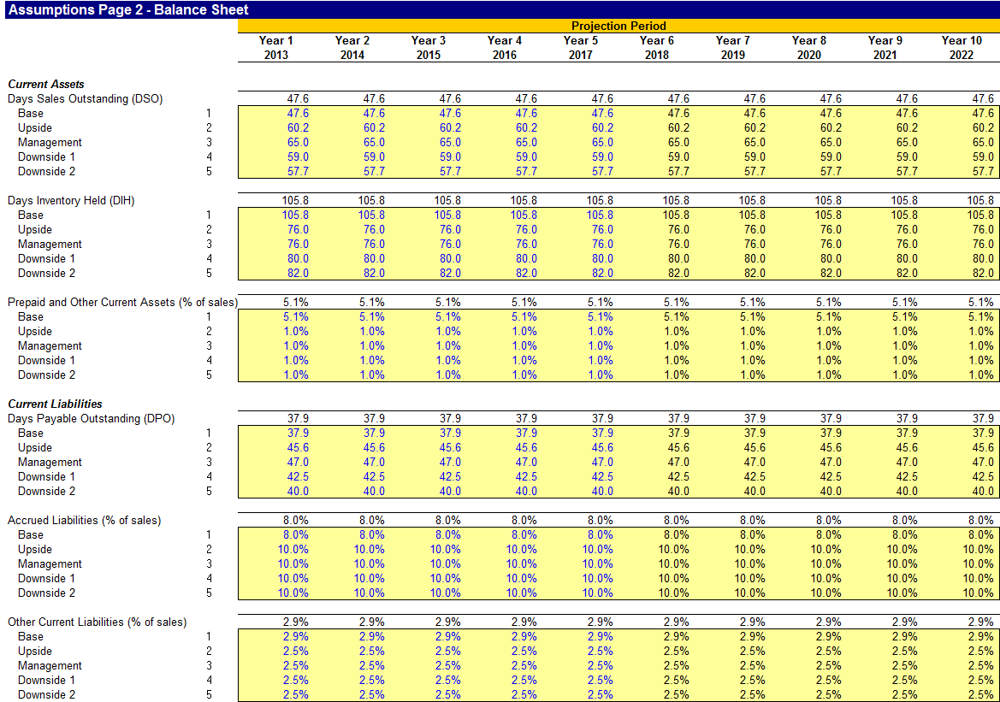 Assumptions Page 2 - Balance Sheet
Projection Period
Year 1 Year 2 Year 3 Year 4 Year 5 Year 6 Year 7 Year 8 Year 9 Year 10
2013 2014 2015 2016 2017 2018 2019 2020 2021 2022
Current Assets
Days Sales Outstanding (DSO) 47.6 47.6 47.6 47.6 47.6 47.6 47.6 47.6 47.6 47.6
Base 1 47.6 47.6 47.6 47.6 47.6 47.6 47.6 47.6 47.6 47.6
Upside 2 60.2 60.2 60.2 60.2 60.2 60.2 60.2 60.2 60.2 60.2
Management 3 65.0 65.0 65.0 65.0 65.0 65.0 65.0 65.0 65.0 65.0
Downside 1 4 59.0 59.0 59.0 59.0 59.0 59.0 59.0 59.0 59.0 59.0
Downside 2 5 57.7 57.7 57.7 57.7 57.7 57.7 57.7 57.7 57.7 57.7
Days Inventory Held (DIH) 105.8 105.8 105.8 105.8 105.8 105.8 105.8 105.8 105.8 105.8
Base 1 105.8 105.8 105.8 105.8 105.8 105.8 105.8 105.8 105.8 105.8
Upside 2 76.0 76.0 76.0 76.0 76.0 76.0 76.0 76.0 76.0 76.0
Management 3 76.0 76.0 76.0 76.0 76.0 76.0 76.0 76.0 76.0 76.0
Downside 1 4 80.0 80.0 80.0 80.0 80.0 80.0 80.0 80.0 80.0 80.0
Downside 2 5 82.0 82.0 82.0 82.0 82.0 82.0 82.0 82.0 82.0 82.0
Prepaid and Other Current Assets (% of sales) 5.1% 5.1% 5.1% 5.1% 5.1% 5.1% 5.1% 5.1% 5.1% 5.1%
Base 1 5.1% 5.1% 5.1% 5.1% 5.1% 5.1% 5.1% 5.1% 5.1% 5.1%
Upside 2 1.0% 1.0% 1.0% 1.0% 1.0% 1.0% 1.0% 1.0% 1.0% 1.0%
Management 3 1.0% 1.0% 1.0% 1.0% 1.0% 1.0% 1.0% 1.0% 1.0% 1.0%
Downside 1 4 1.0% 1.0% 1.0% 1.0% 1.0% 1.0% 1.0% 1.0% 1.0% 1.0%
Downside 2 5 1.0% 1.0% 1.0% 1.0% 1.0% 1.0% 1.0% 1.0% 1.0% 1.0%
Current Liabilities
Days Payable Outstanding (DPO) 37.9 37.9 37.9 37.9 37.9 37.9 37.9 37.9 37.9 37.9
Base 1 37.9 37.9 37.9 37.9 37.9 37.9 37.9 37.9 37.9 37.9
Upside 2 45.6 45.6 45.6 45.6 45.6 45.6 45.6 45.6 45.6 45.6
Management 3 47.0 47.0 47.0 47.0 47.0 47.0 47.0 47.0 47.0 47.0
Downside 1 4 42.5 42.5 42.5 42.5 42.5 42.5 42.5 42.5 42.5 42.5
Downside 2 5 40.0 40.0 40.0 40.0 40.0 40.0 40.0 40.0 40.0 40.0
Accrued Liabilities (% of sales) 8.0% 8.0% 8.0% 8.0% 8.0% 8.0% 8.0% 8.0% 8.0% 8.0%
Base 1 8.0% 8.0% 8.0% 8.0% 8.0% 8.0% 8.0% 8.0% 8.0% 8.0%
Upside 2 10.0% 10.0% 10.0% 10.0% 10.0% 10.0% 10.0% 10.0% 10.0% 10.0%
Management 3 10.0% 10.0% 10.0% 10.0% 10.0% 10.0% 10.0% 10.0% 10.0% 10.0%
Downside 1 4 10.0% 10.0% 10.0% 10.0% 10.0% 10.0% 10.0% 10.0% 10.0% 10.0%
Downside 2 5 10.0% 10.0% 10.0% 10.0% 10.0% 10.0% 10.0% 10.0% 10.0% 10.0%
Other Current Liabilities (% of sales) 2.9% 2.9% 2.9% 2.9% 2.9% 2.9% 2.9% 2.9% 2.9% 2.9%
Base 1 2.9% 2.9% 2.9% 2.9% 2.9% 2.9% 2.9% 2.9% 2.9% 2.9%
Upside 2 2.5% 2.5% 2.5% 2.5% 2.5% 2.5% 2.5% 2.5% 2.5% 2.5%
Management 3 2.5% 2.5% 2.5% 2.5% 2.5% 2.5% 2.5% 2.5% 2.5% 2.5%
Downside 1 4 2.5% 2.5% 2.5% 2.5% 2.5% 2.5% 2.5% 2.5% 2.5% 2.5%
Downside 2 5 2.5% 2.5% 2.5% 2.5% 2.5% 2.5% 2.5% 2.5% 2.5% 2.5%